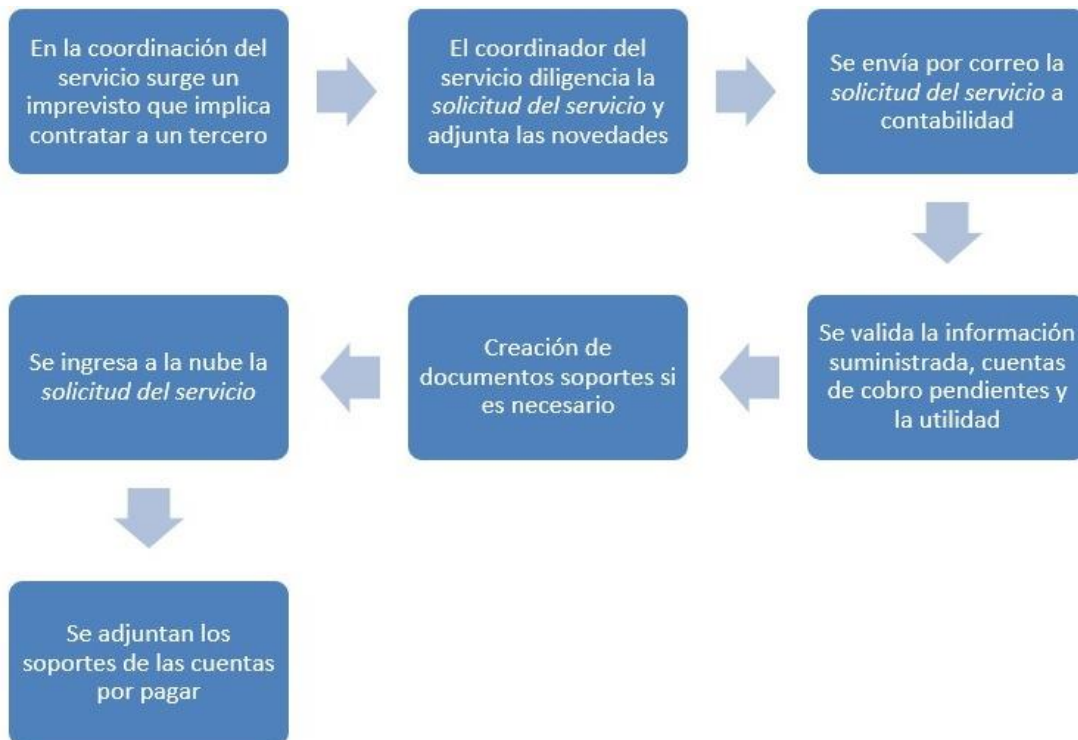 En la coordinación del
servicio surge un
imprevisto que implica
contratar a un tercero
El coordinador del
servicio diligencia la
solicitud del servicio y
adjunta las novedades
Se envía por correo la
solicitud del servicio a
contabilidad
Se valida la información
suministrada, cuentas
de cobro pendientes y
la utilidad
Creación de
documentos soportes si
es necesario
Se ingresa a la nube la
solicitud del servicio
Se adjuntan los
soportes de las cuentas
por pagar